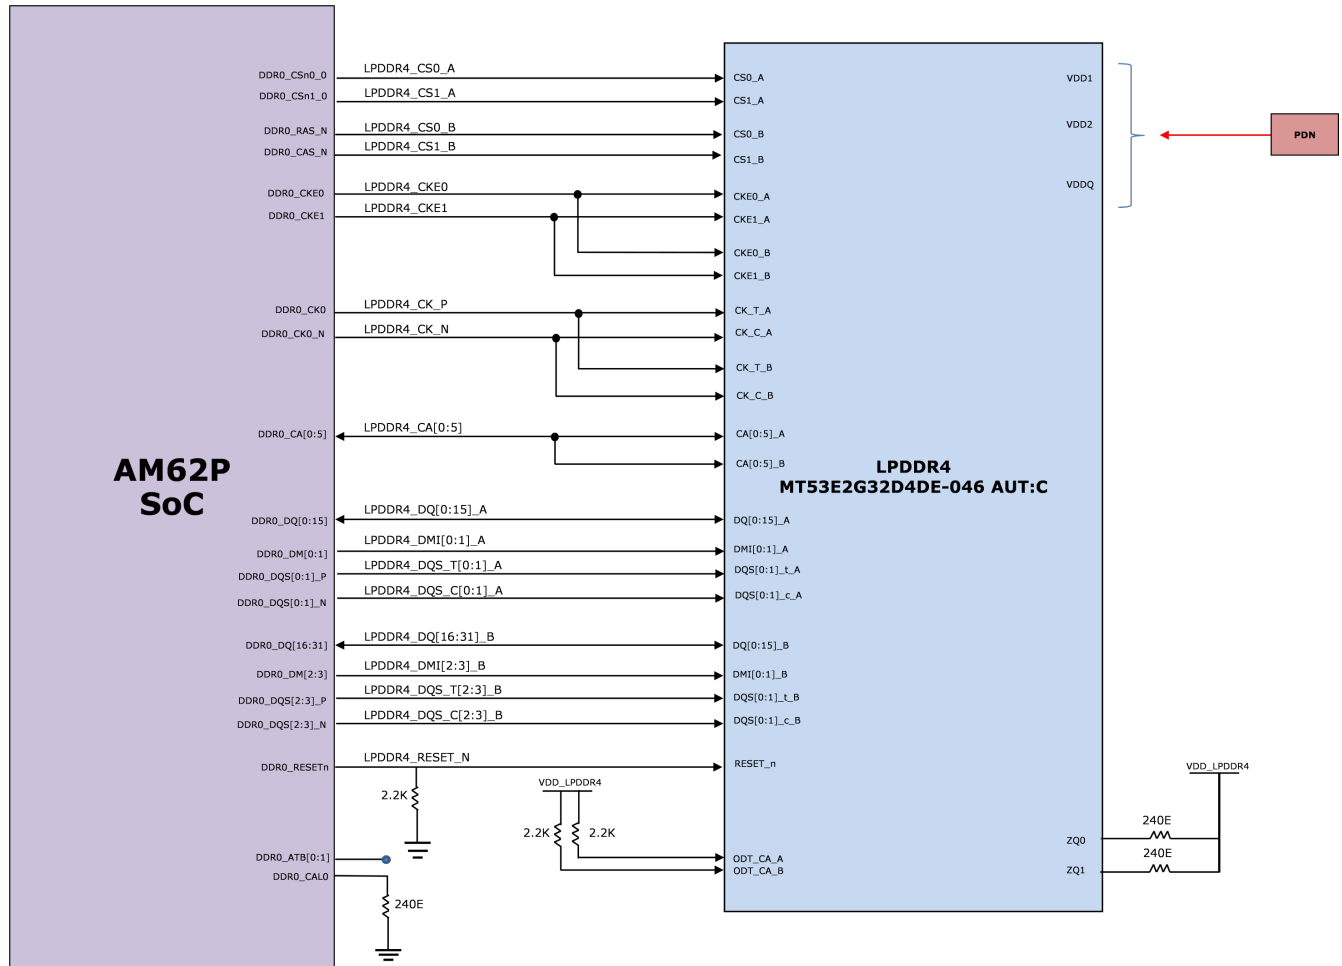 AM62P
SoC
DDR0_CSn0_0
DDR0_CSn1_0
DDR0_RAS_N
DDR0_CAS_N
DDR0_CKE0
DDR0_CKE1
DDR0_CK0
DDR0_CK0_N
DDR0_CA[0:5]
DDR0_DQ[0:15]
DDR0_DM[0:1]
DDR0_DQS[0:1]_P
DDR0_DQS[0:1]_N
DDR0_DQ[16:31]
DDR0_DM[2:3]
DDR0_DQS[2:3]_P
DDR0_DQS[2:3]_N
DDR0_RESETn
DDR0_ATB[0:1]
DDR0_CAL0
LPDDR4_CS0_A
LPDDR4_CS1_A
LPDDR4_CS0_B
LPDDR4_CS1_B
LPDDR4_CKE0
LPDDR4_CKE1
LPDDR4_CK_P
LPDDR4_CK_N
LPDDR4_CA[0:5]
LPDDR4_DQ[0:15]_A
LPDDR4_DMI[0:1]_A
LPDDR4_DQS_T[0:1]_A
LPDDR4_DQS_C[0:1]_A
LPDDR4_DQ[16:31]_B
LPDDR4_DMI[2:3]_B
LPDDR4_DQS_T[2:3]_B
LPDDR4_DQS_C[2:3]_B
LPDDR4_RESET_N
2.2K
240E
VDD_LPDDR4
2.2K
2.2K
CS0_A
CS1_A
CS0_B
CS1_B
CKE0_A
CKE1_A
CKE0_B
CKE1_B
CK_T_A
CK_C_A
CK_T_B
CK_C_B
CA[0:5]_A
CA[0:5]_B
DQ[0:15]_A
DMI[0:1]_A
DQS[0:1]_t_A
DQS[0:1]_c_A
DQ[0:15]_B
DMI[0:1]_B
DQS[0:1]_t_B
DQS[0:1]_c_B
RESET_n
ODT_CA_A
ODT_CA_B
LPDDR4
MT53E2G32D4DE-046 AUT:C
VDD1
VDD2
VDDQ
ZQ0
ZQ1
PDN
VDD_LPDDR4
240E
240E